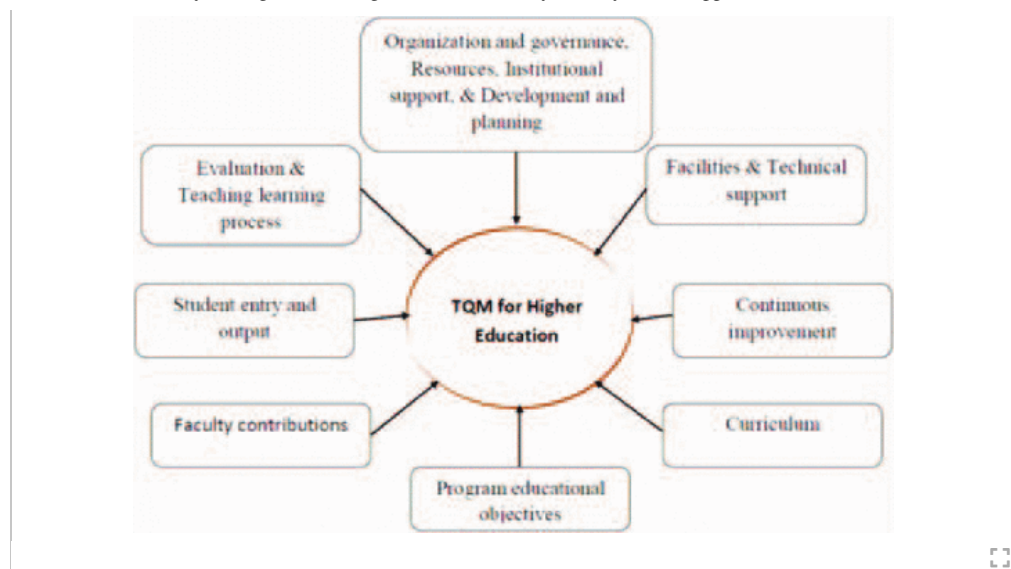 Organization and governance,
Resources, Institutional
support, & Development and
planning
Evaluation &
Teaching learning
process
Facilities & Technical
support
Student entry and
output
TQM for Higher
Education
Continuous
improvement
Faculty contributions
Curriculum
Program educational
objectives